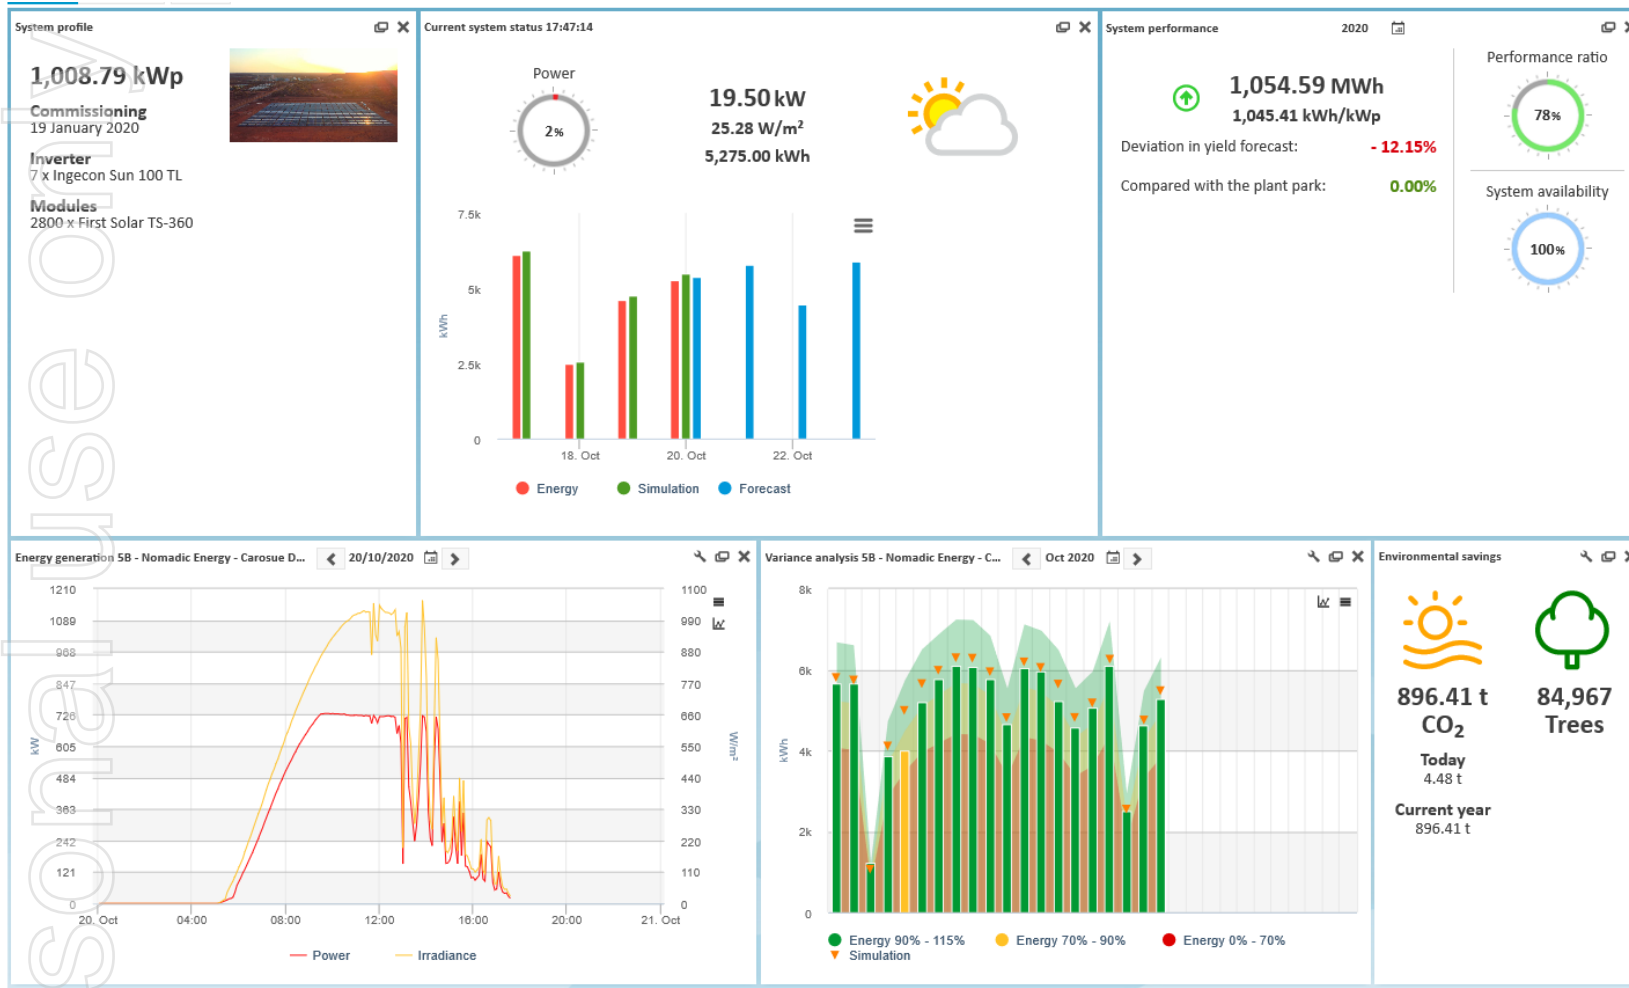 System profile
1,008.79 kWp
Commissioning
19 January 2020
Inverter
7 x Ingecon Sun 100 TL
Modules
2800 x First Solar TS-360
Current system status 17:47:14
Power
2%
19.50 kW
25.28 W/m²
5,275.00 kWh
7.5k
5k
2.5k
0
kWh
18. Oct
20. Oct
22. Oct
Energy
Simulation
Forecast
System performance
2020
1,054.59 MWh
1,045.41 kWh/kWp
Deviation in yield forecast:
- 12.15%
Compared with the plant park:
0.00%
Performance ratio
78%
System availability
100%
Energy generation 5B - Nomadic Energy - Carosue D...
20/10/2020
1210
1089
968
847
726
605
484
363
242
121
0
kW
1100
990
880
770
660
550
440
330
220
110
0
W/m²
20. Oct
04:00
08:00
12:00
16:00
20:00
21. Oct
Power
Irradiance
Variance analysis 5B - Nomadic Energy - C...
Oct 2020
8k
6k
4k
2k
0
kWh
Energy 90% - 115%
Energy 70% - 90%
Energy 0% - 70%
Simulation
Environmental savings
896.41 t
CO₂
84,967
Trees
Today
4.48 t
Current year
896.41 t
sonal use only